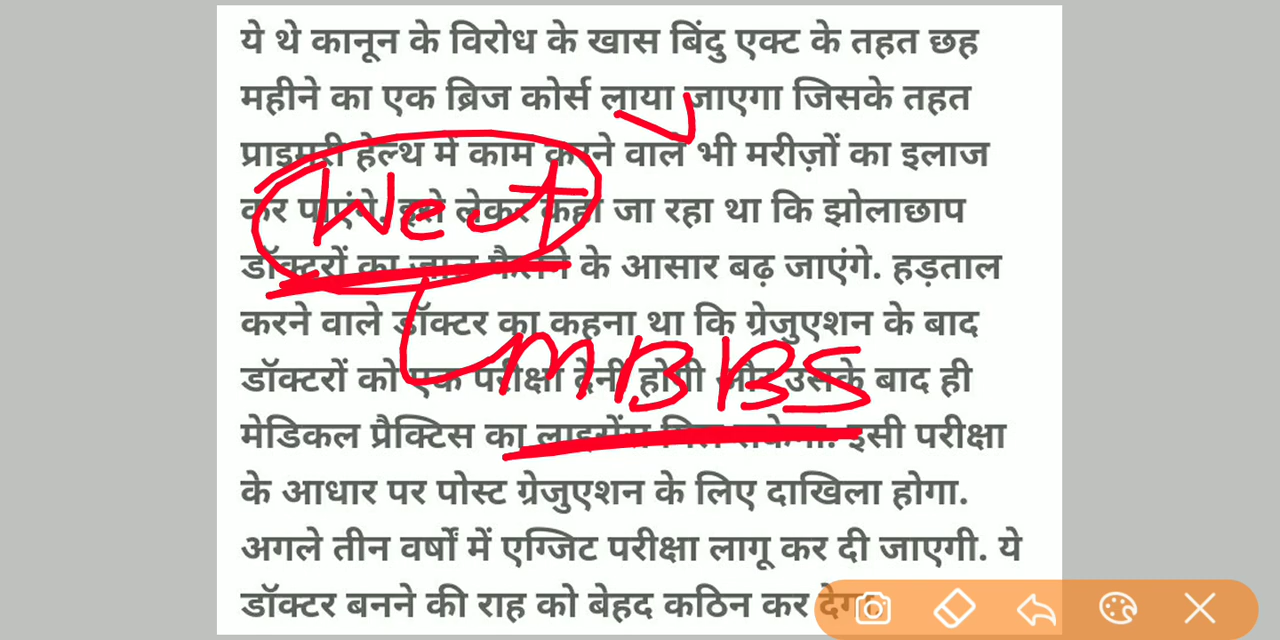 ये थे कानून के विरोध के खास बिंदु एक्ट के तहत छह
महीने का एक ब्रिज कोर्स लाया जाएगा जिसके तहत
प्राइमरी हेल्थ में काम करने वाले भी मरीज़ों का इलाज
कर पाएंगे. इसे लेकर कहा जा रहा था कि झोलाछाप
डॉक्टरों का जाल फैलने के आसार बढ़ जाएंगे. हड़ताल
करने वाले डॉक्टर का कहना था कि ग्रेजुएशन के बाद
डॉक्टरों को एक परीक्षा देनी होगी और उसके बाद ही
मेडिकल प्रैक्टिस का लाइसेंस मिल सकेगा. इसी परीक्षा
के आधार पर पोस्ट ग्रेजुएशन के लिए दाखिला होगा.
अगले तीन वर्षों में एग्जिट परीक्षा लागू कर दी जाएगी. ये
डॉक्टर बनने की राह को बेहद कठिन कर देगा
MBBS